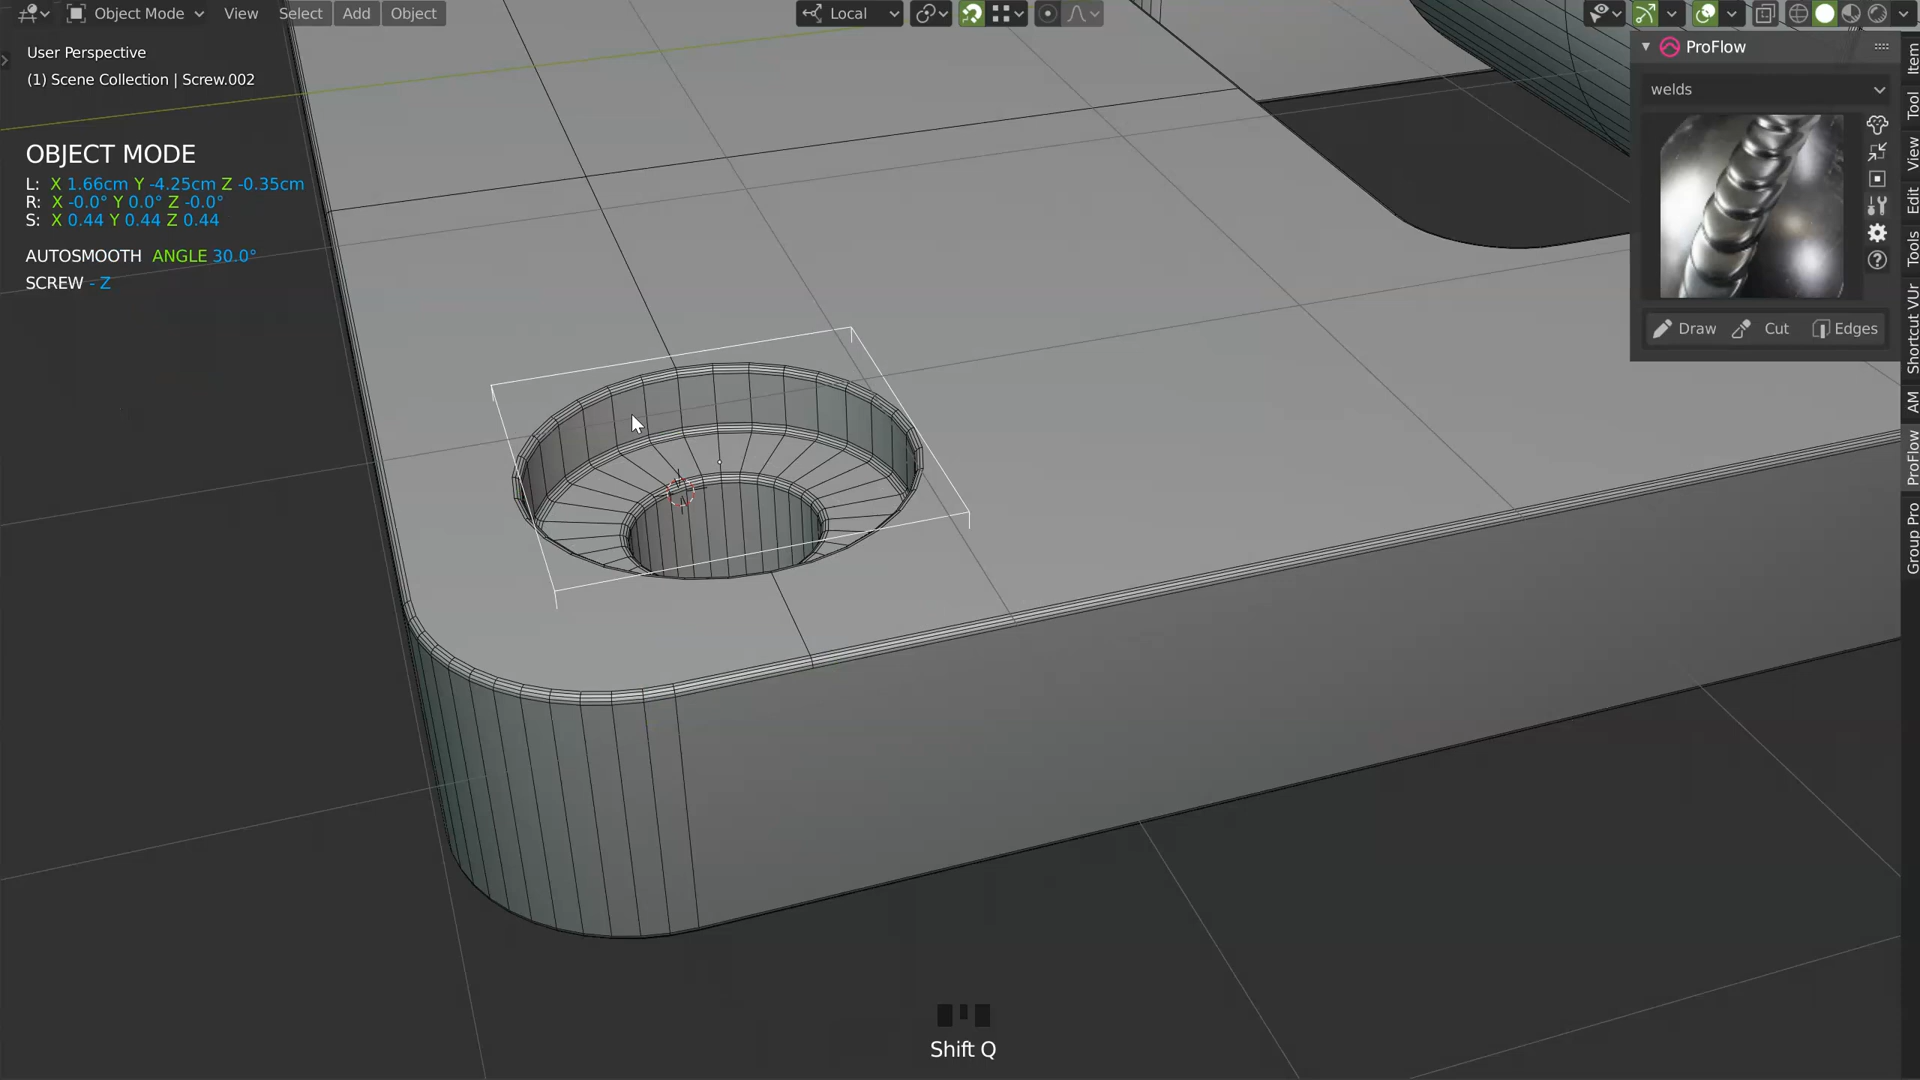 Object Mode View Select Add Object Local
User Perspective
(1) Scene Collection | Screw.002
OBJECT MODE
L: X 1.66cm Y -4.25cm Z -0.35cm
R: X -0.0° Y 0.0° Z -0.0°
S: X 0.44 Y 0.44 Z 0.44
AUTOSMOOTH ANGLE 30.0°
SCREW - Z
ProFlow
welds
Draw Cut Edges
Item
Tool
View
Edit
Tools
Shortcut VUr
AM
ProFlow
Group Pro
Shift Q